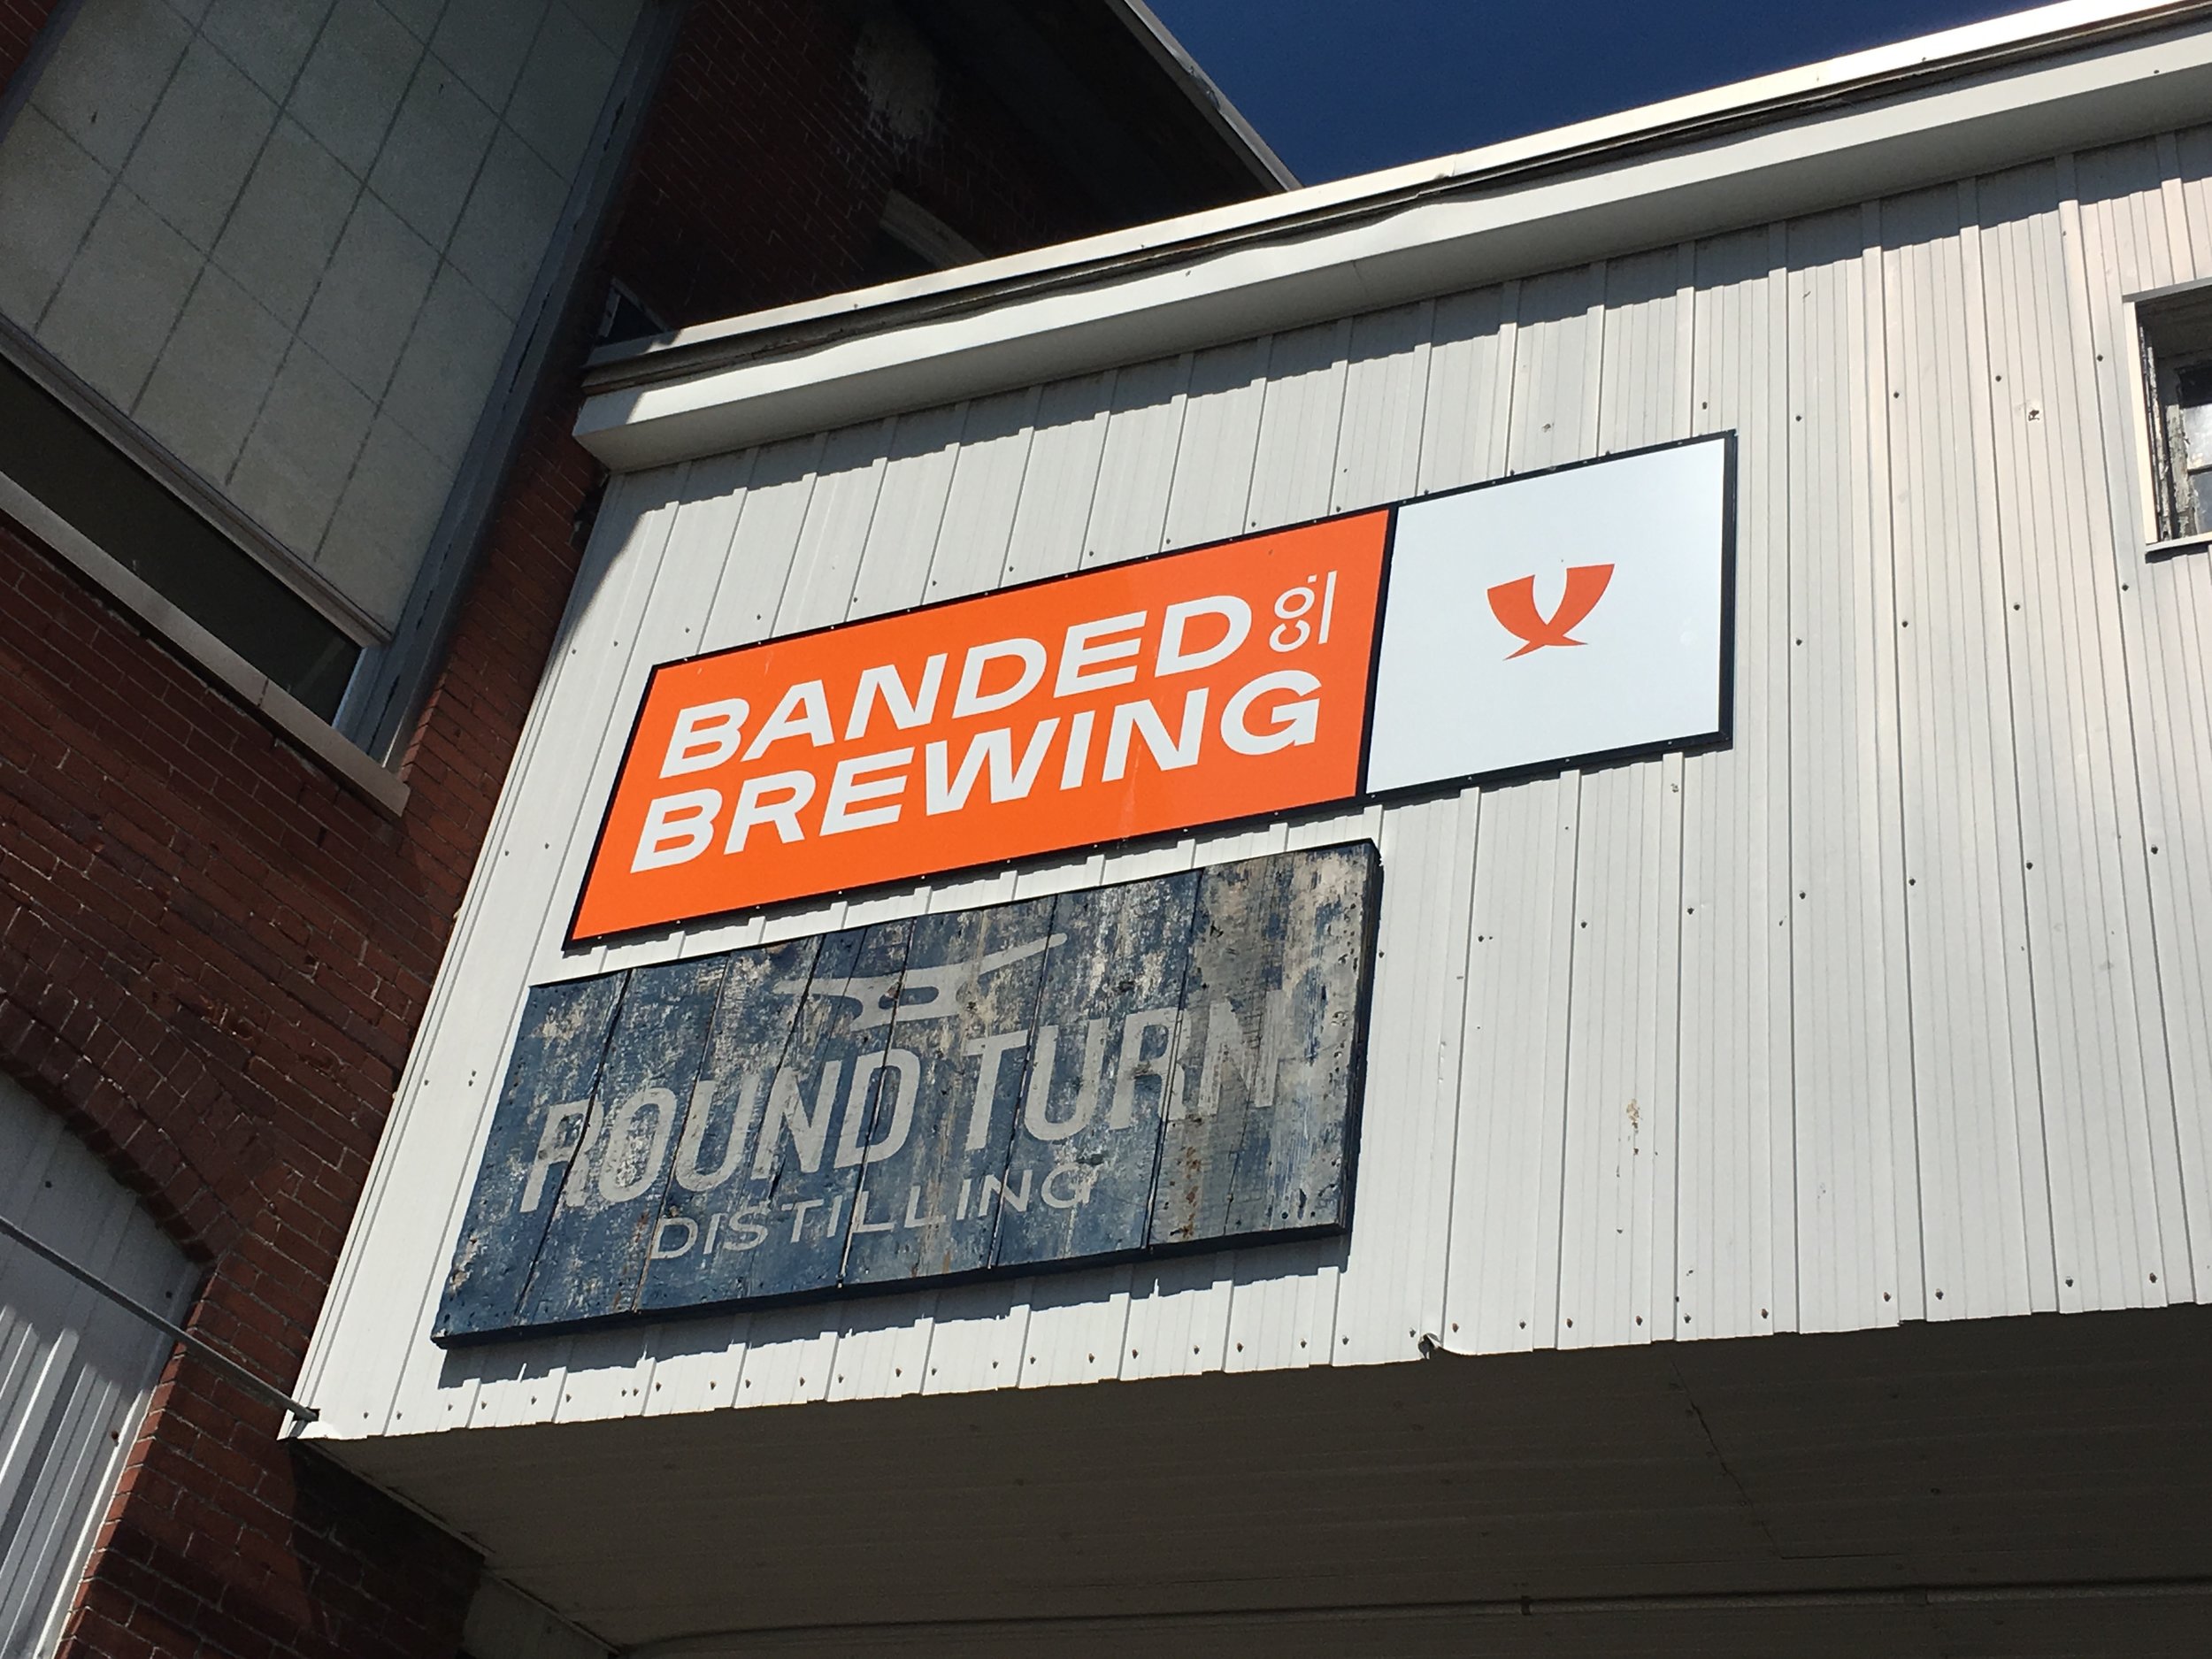 BANDED CO.
BREWING
ROUND TURN
DISTILLING